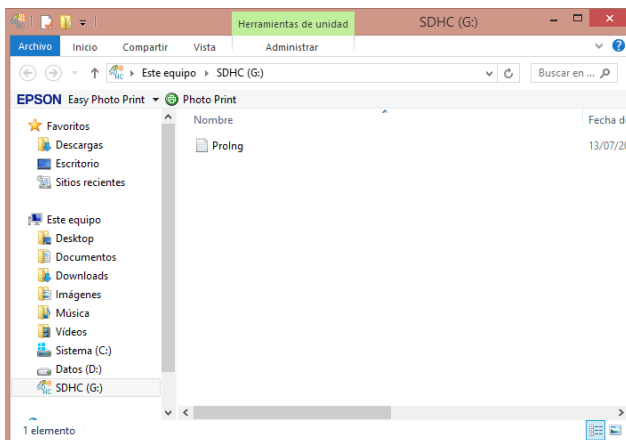 Herramientas de unidad SDHC (G:)
Archivo Inicio Compartir Vista Administrar
Este equipo SDHC (G:) Buscar en ...
EPSON Easy Photo Print Photo Print
Nombre Fecha d
ProIng 13/07/20
Favoritos
Descargas
Escritorio
Sitios recientes
Este equipo
Desktop
Documentos
Downloads
Imágenes
Música
Vídeos
Sistema (C:)
Datos (D:)
SDHC (G:)
1 elemento